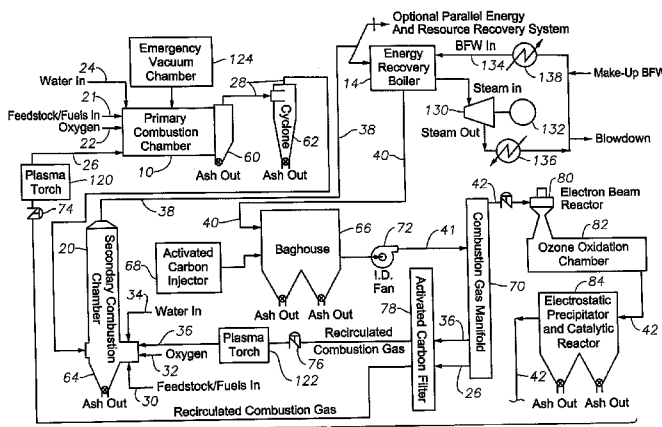 Optional Parallel Energy
And Resource Recovery System
Emergency
Vacuum
Chamber
124
24
Water In
21
Feedstock/Fuels In
Oxygen
22
26
Primary
Combustion
Chamber
10
28
60
Ash Out
Cyclone
62
Ash Out
38
Energy
Recovery
Boiler
14
BFW In
134
138
Make-Up BFW
Steam in
130
132
Steam Out
136
Blowdown
40
Plasma
Torch
120
74
38
20
Secondary Combustion
Chamber
34
Water In
36
Oxygen
32
Feedstock/Fuels In
30
64
Ash Out
40
Activated
Carbon
Injector
68
Baghouse
66
Ash Out
Ash Out
72
I.D.
Fan
41
Combustion Gas Manifold
70
78
Activated Carbon Filter
36
26
Recirculated
Combustion Gas
76
Plasma
Torch
122
Recirculated Combustion Gas
42
80
Electron Beam
Reactor
82
Ozone Oxidation
Chamber
84
Electrostatic
Precipitator
and Catalytic
Reactor
42
42
Ash Out
Ash Out